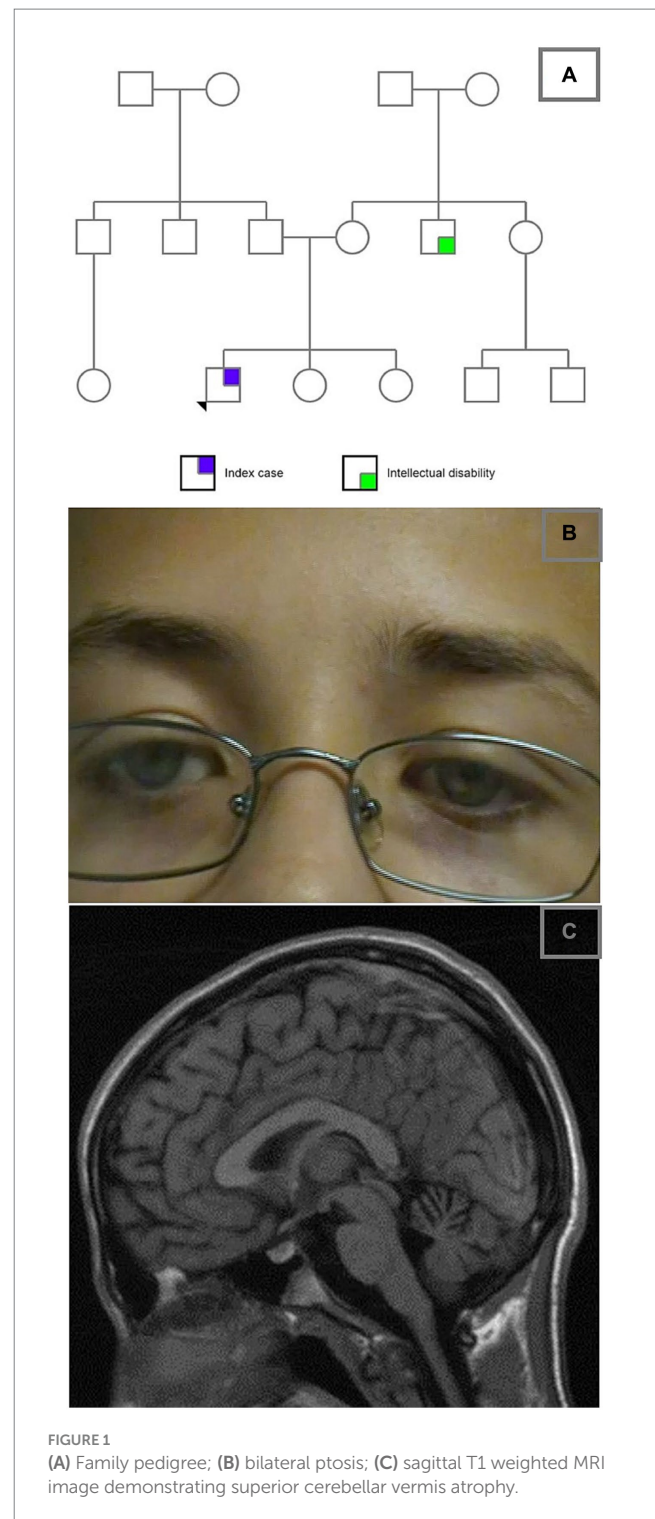 A
Index case
Intellectual disability
B
C
FIGURE 1
(A) Family pedigree; (B) bilateral ptosis; (C) sagittal T1 weighted MRI
image demonstrating superior cerebellar vermis atrophy.